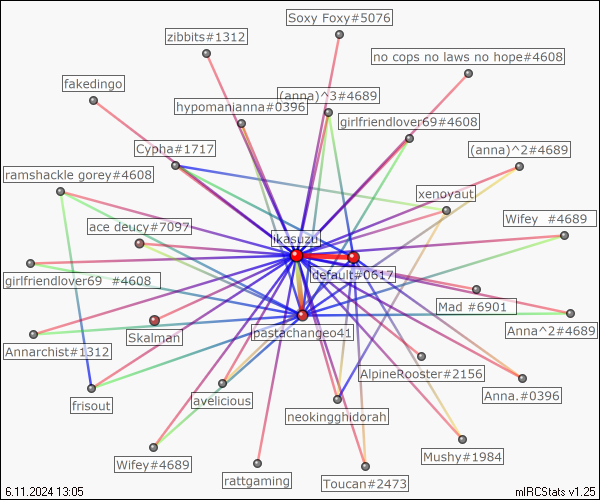 Soxy Foxy#5076
zibbits#1312
no cops no laws no hope#4608
fakedingo
(anna)^3#4689
hypomanianna#0396
girlfriendlover69#4608
Cypha#1717
(anna)^2#4689
ramshackle gorey#4608
xenoyaut
Wifey #4689
ace deucy#7097
ikasuzu
default#0617
girlfriendlover69 #4608
Mad #6901
Anna^2#4689
Skalman
pastachange041
Annarchist#1312
AlpineRooster#2156
Anna.#0396
frisout
avelicious
neokingghidorah
Wifey#4689
Mushy#1984
rattgaming
Toucan#2473
6.11.2024 13:05
mIRCStats v1.25